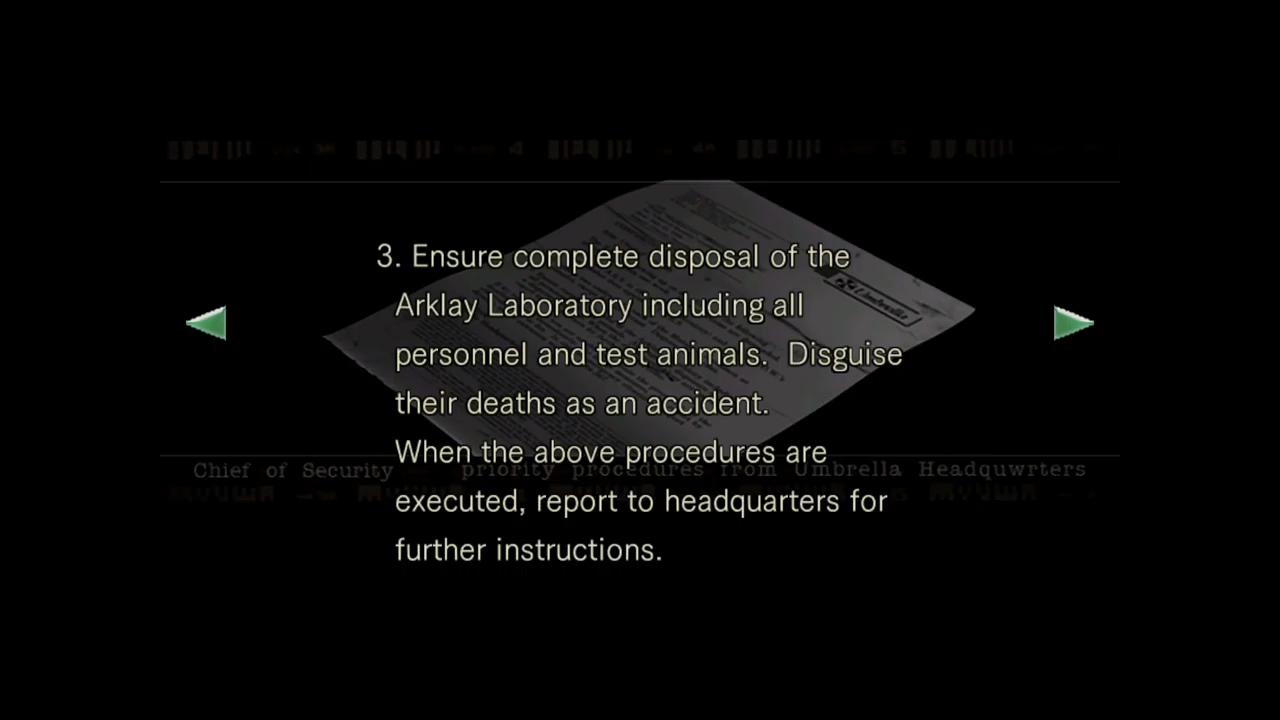 3. Ensure complete disposal of the
Arklay Laboratory including all
personnel and test animals. Disguise
their deaths as an accident.
When the above procedures are
Chief of Security priority procedures from Umbrella Headquwrters
executed, report to headquarters for
further instructions.
Umbrella